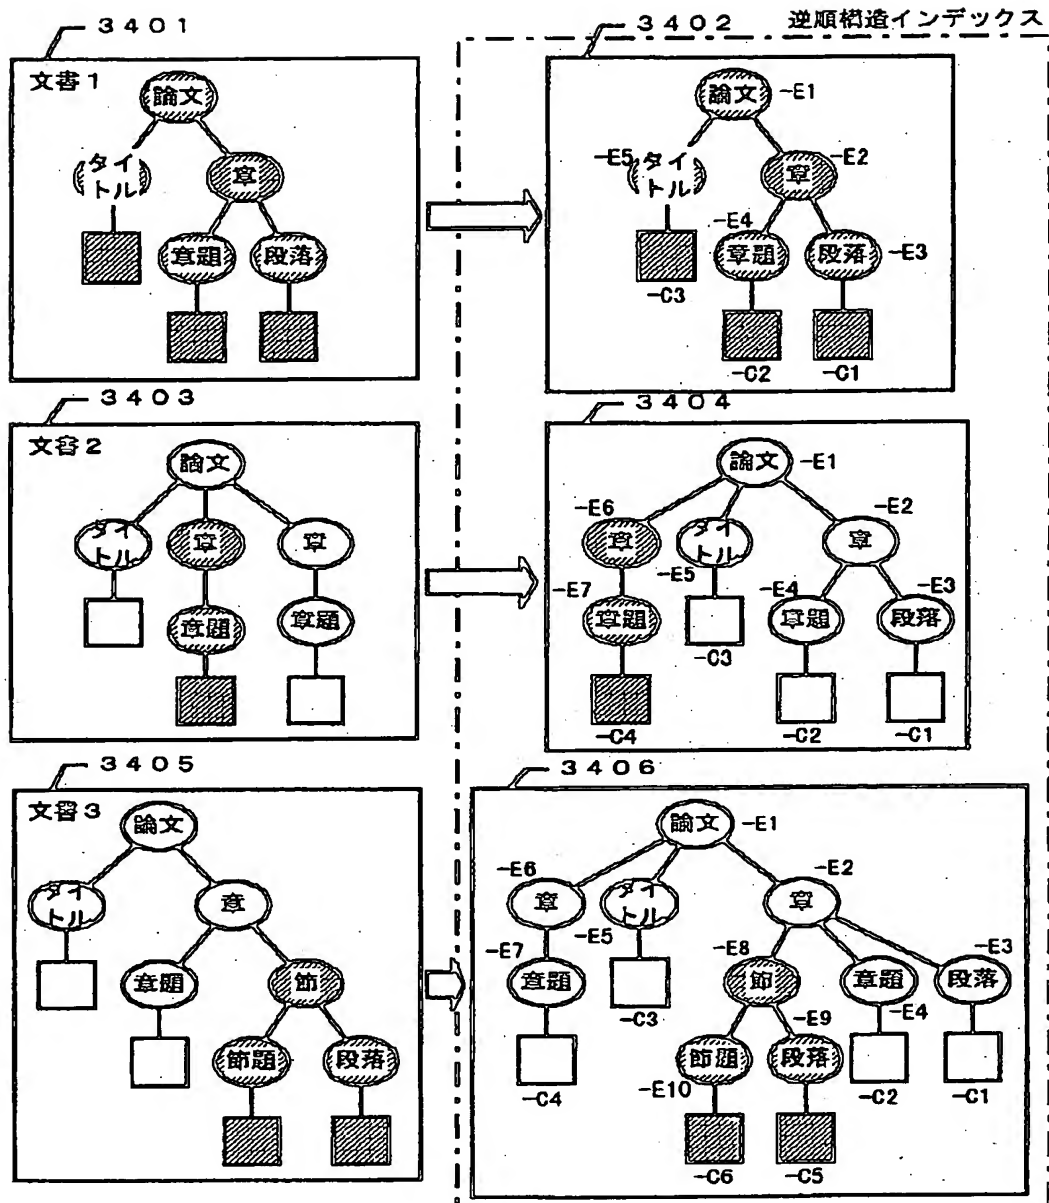 3401
3402
逆順構造インデックス
文書1
論文
タイ
トル
章
章題
段落
論文 -E1
-E5 タイ
トル
-E2
章
-E4
章題
段落 -E3
-C3
-C2
-C1
3403
3404
文書2
論文
タイ
トル
章
章
章題
章題
論文 -E1
-E6
章
タイ
トル
-E5
-E2
章
-E7
章題
-E4
章題
-E3
段落
-C3
-C4
-C2
-C1
3405
3406
文書3
論文
タイ
トル
章
章題
節
節題
段落
論文 -E1
-E6
章
タイ
トル
-E5
-E2
章
-E7
章題
-E8
節
章題
-E4
-E3
段落
-C3
-E9
節題
段落
-E10
-C4
-C2
-C1
-C6
-C5